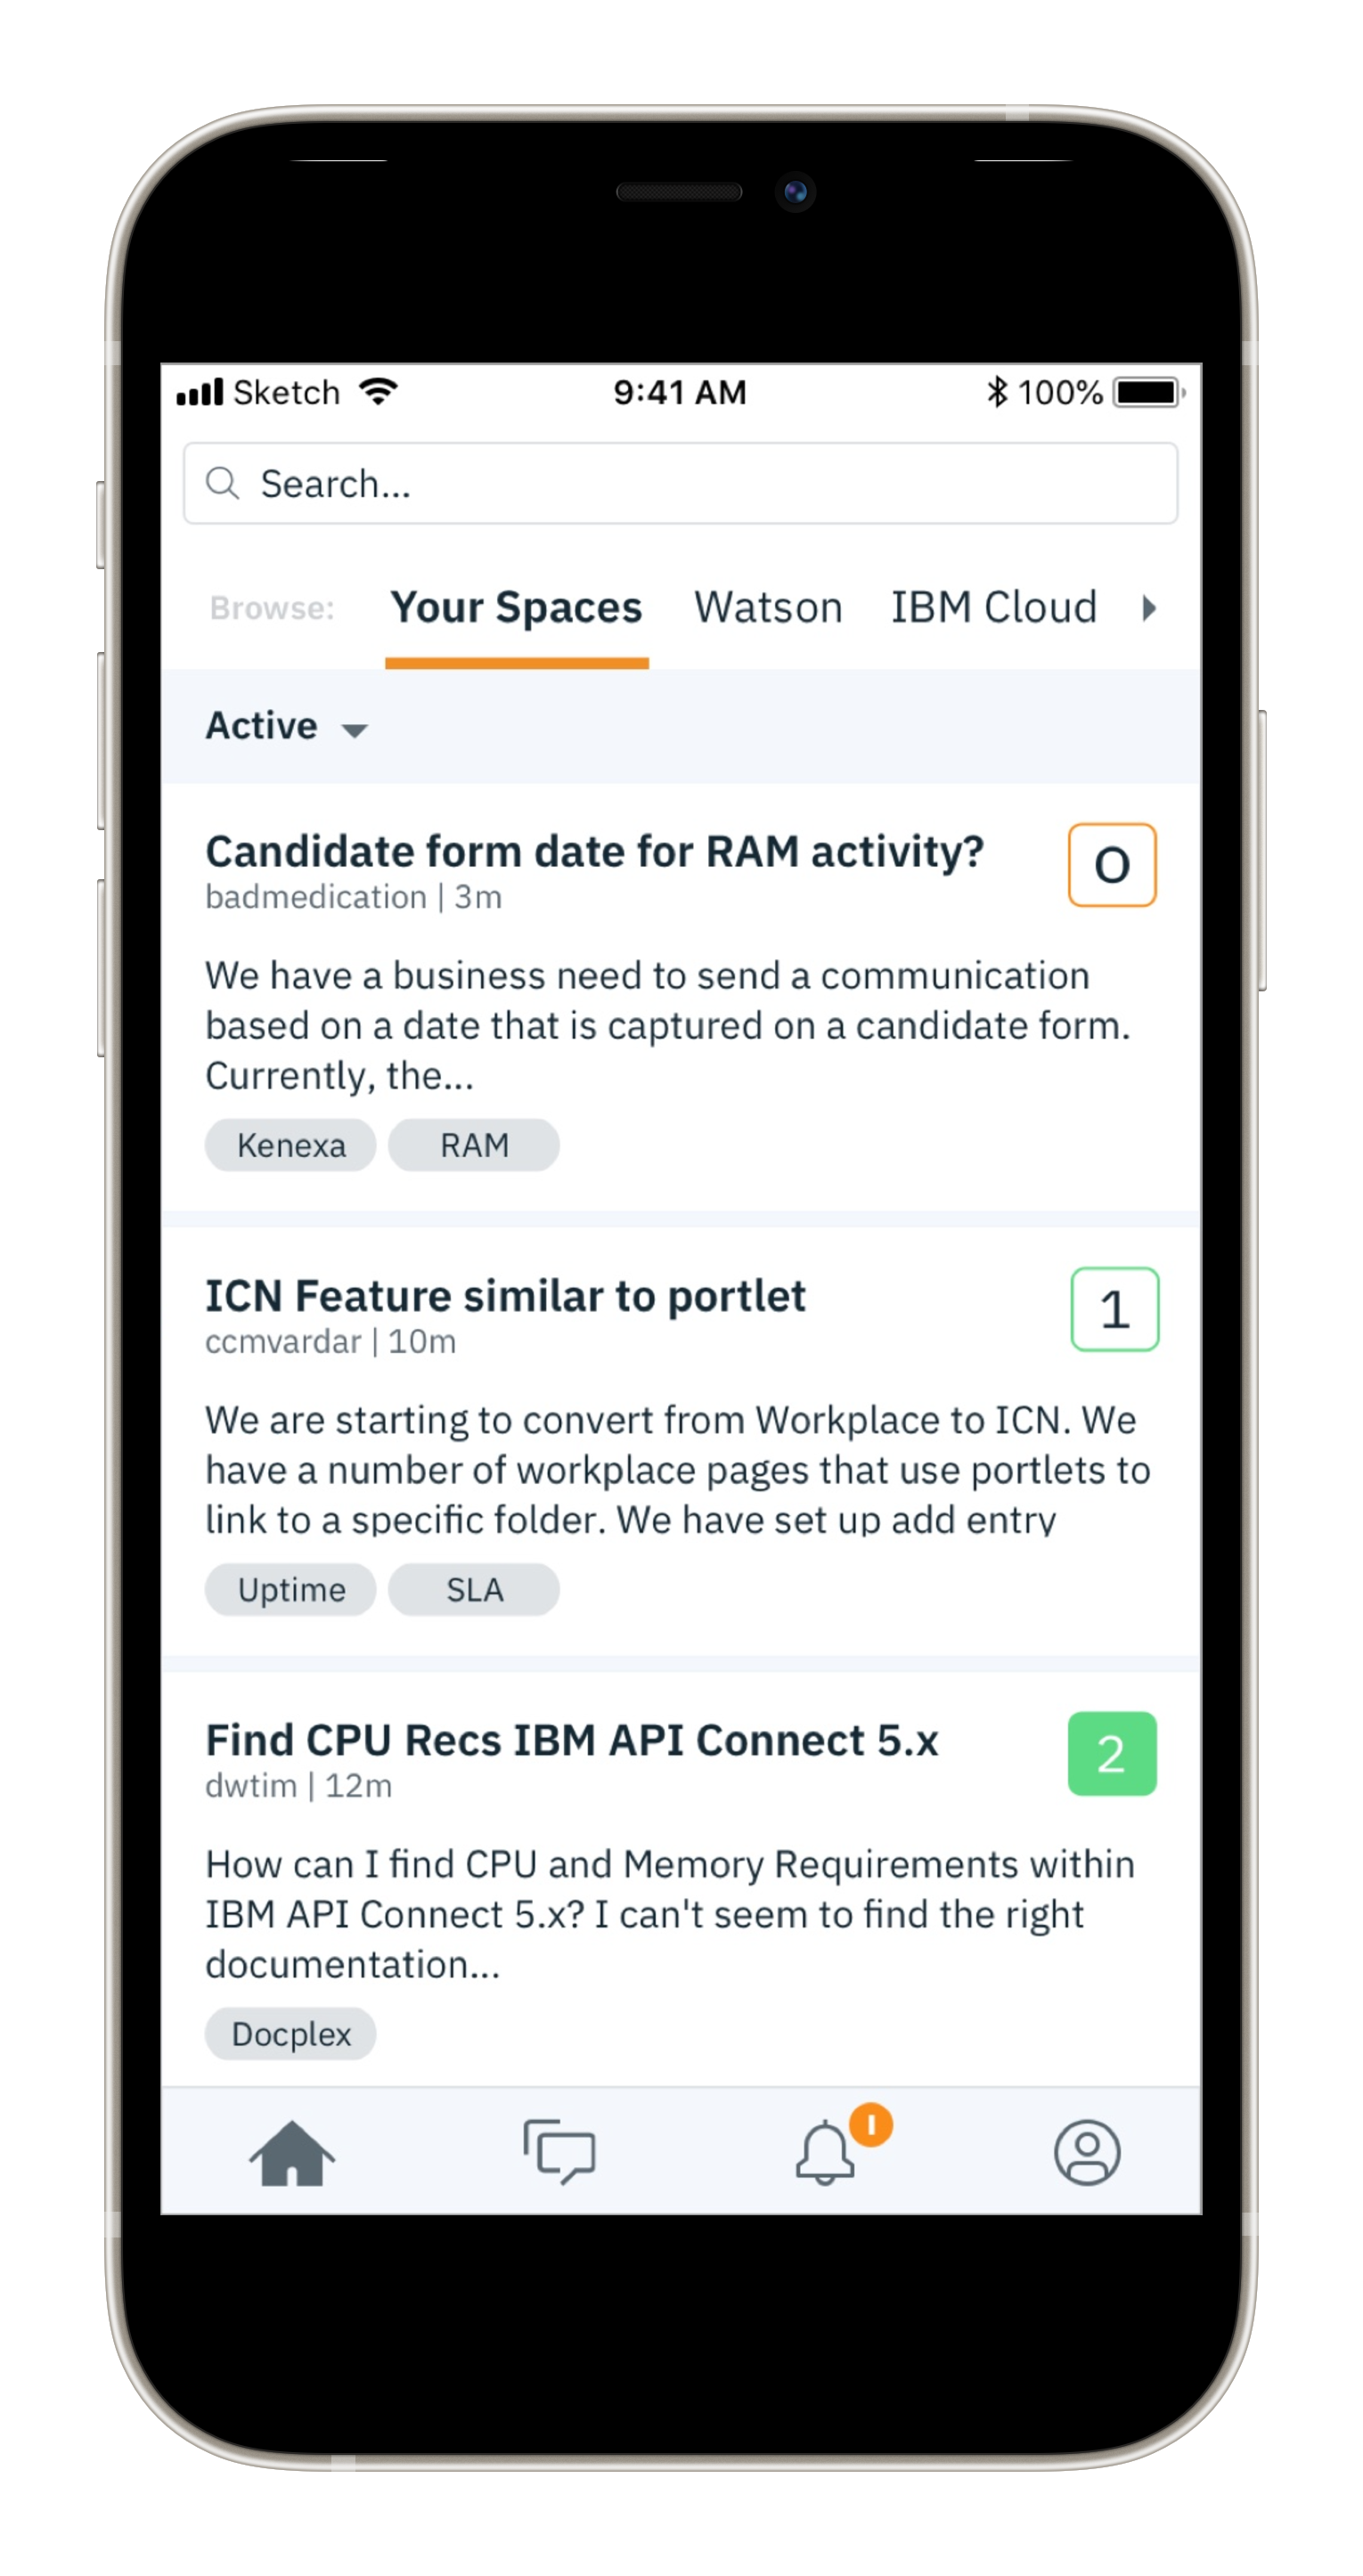 Sketch 9:41 AM 100%
Search...
Browse: Your Spaces Watson IBM Cloud
Active
Candidate form date for RAM activity? 0
badmedication | 3m
We have a business need to send a communication
based on a date that is captured on a candidate form.
Currently, the...
Kenexa RAM
ICN Feature similar to portlet 1
ccmvardar | 10m
We are starting to convert from Workplace to ICN. We
have a number of workplace pages that use portlets to
link to a specific folder. We have set up add entry
Uptime SLA
Find CPU Recs IBM API Connect 5.x 2
dwtim | 12m
How can I find CPU and Memory Requirements within
IBM API Connect 5.x? I can't seem to find the right
documentation...
Docplex
1